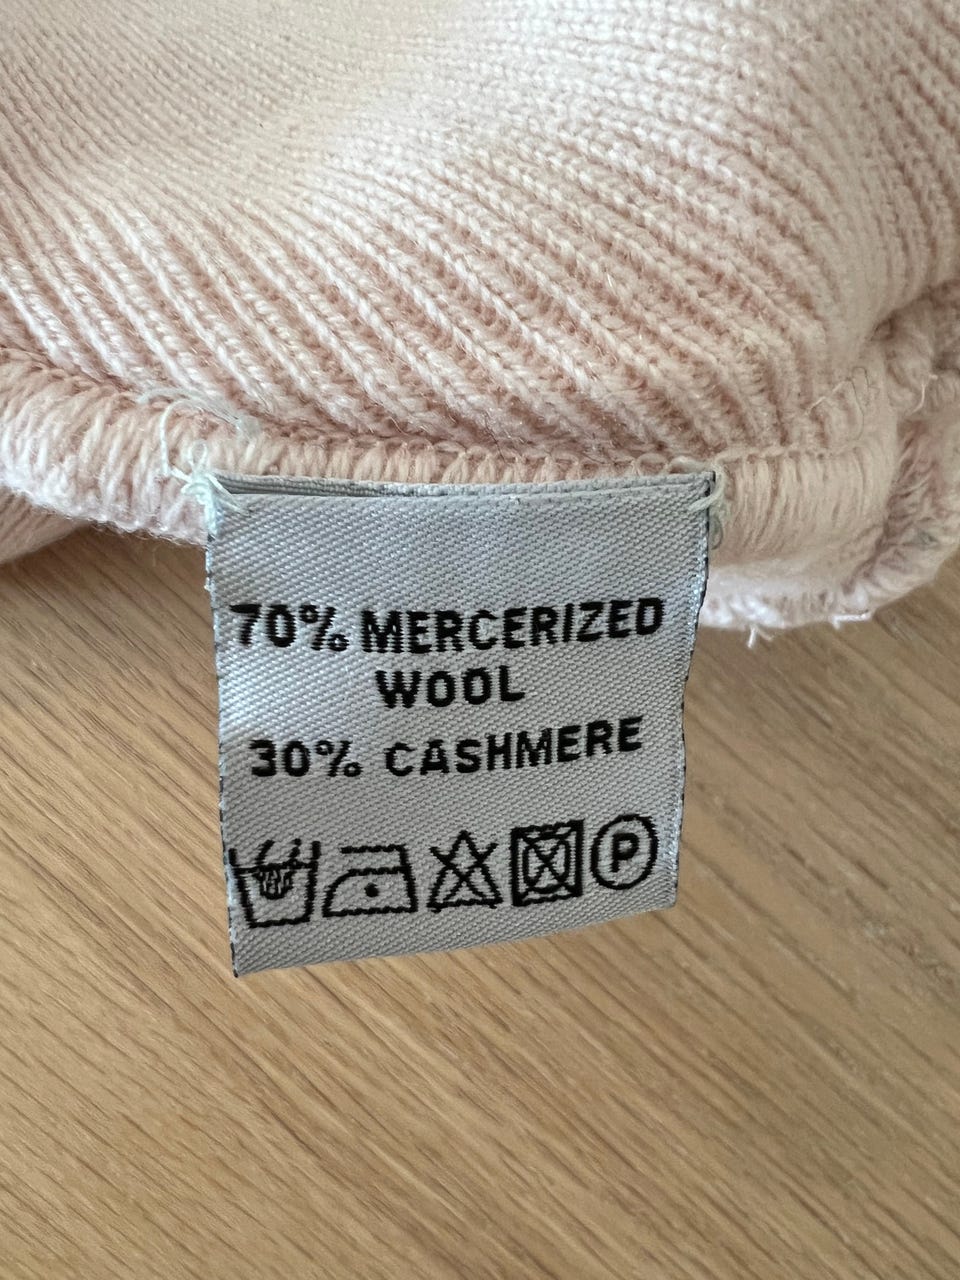 70% MERCERIZED
WOOL
30% CASHMERE
P